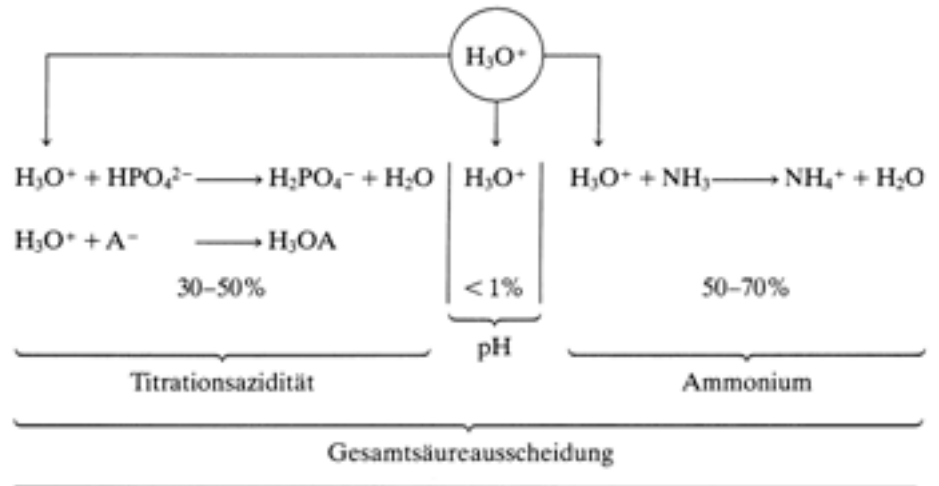 H₃O⁺
H₃O⁺ + HPO₄²⁻ ⟶ H₂PO₄⁻ + H₂O | H₃O⁺ | H₃O⁺ + NH₃ ⟶ NH₄⁺ + H₂O
H₃O⁺ + A⁻ ⟶ H₃OA
30–50% < 1% 50–70%
pH
Titrationsazidität Ammonium
Gesamtsäureausscheidung